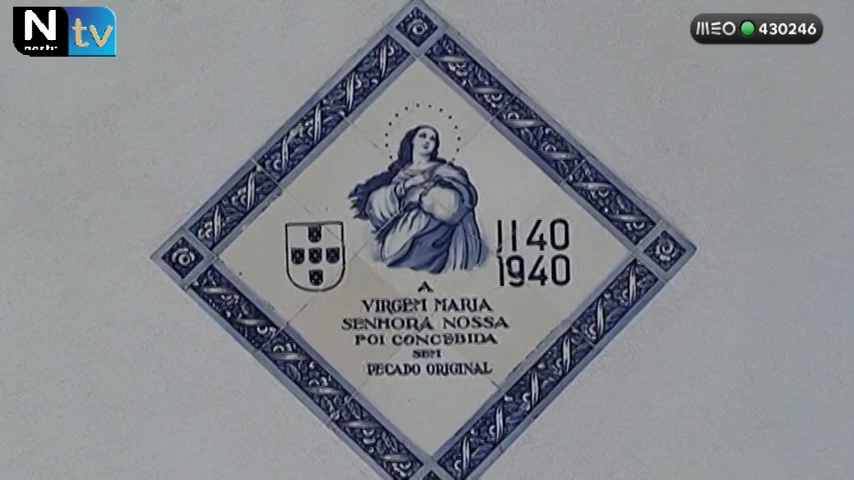 N tv
MEO 430246
1140
1940
A
VIRGEM MARIA
SENHORA NOSSA
FOI CONCEBIDA
SEM
PECADO ORIGINAL